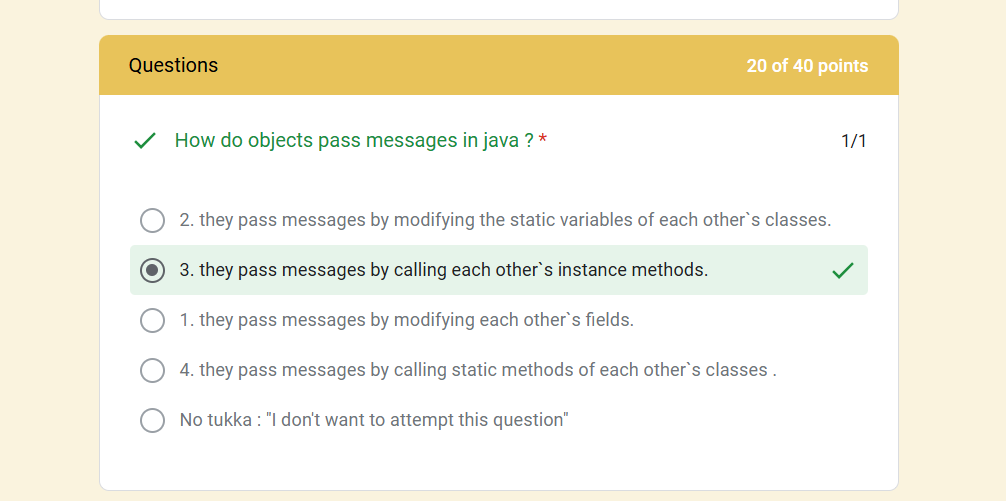 Questions
20 of 40 points
How do objects pass messages in java ? *
1/1
2. they pass messages by modifying the static variables of each other`s classes.
3. they pass messages by calling each other`s instance methods.
1. they pass messages by modifying each other`s fields.
4. they pass messages by calling static methods of each other`s classes .
No tukka : "I don't want to attempt this question"